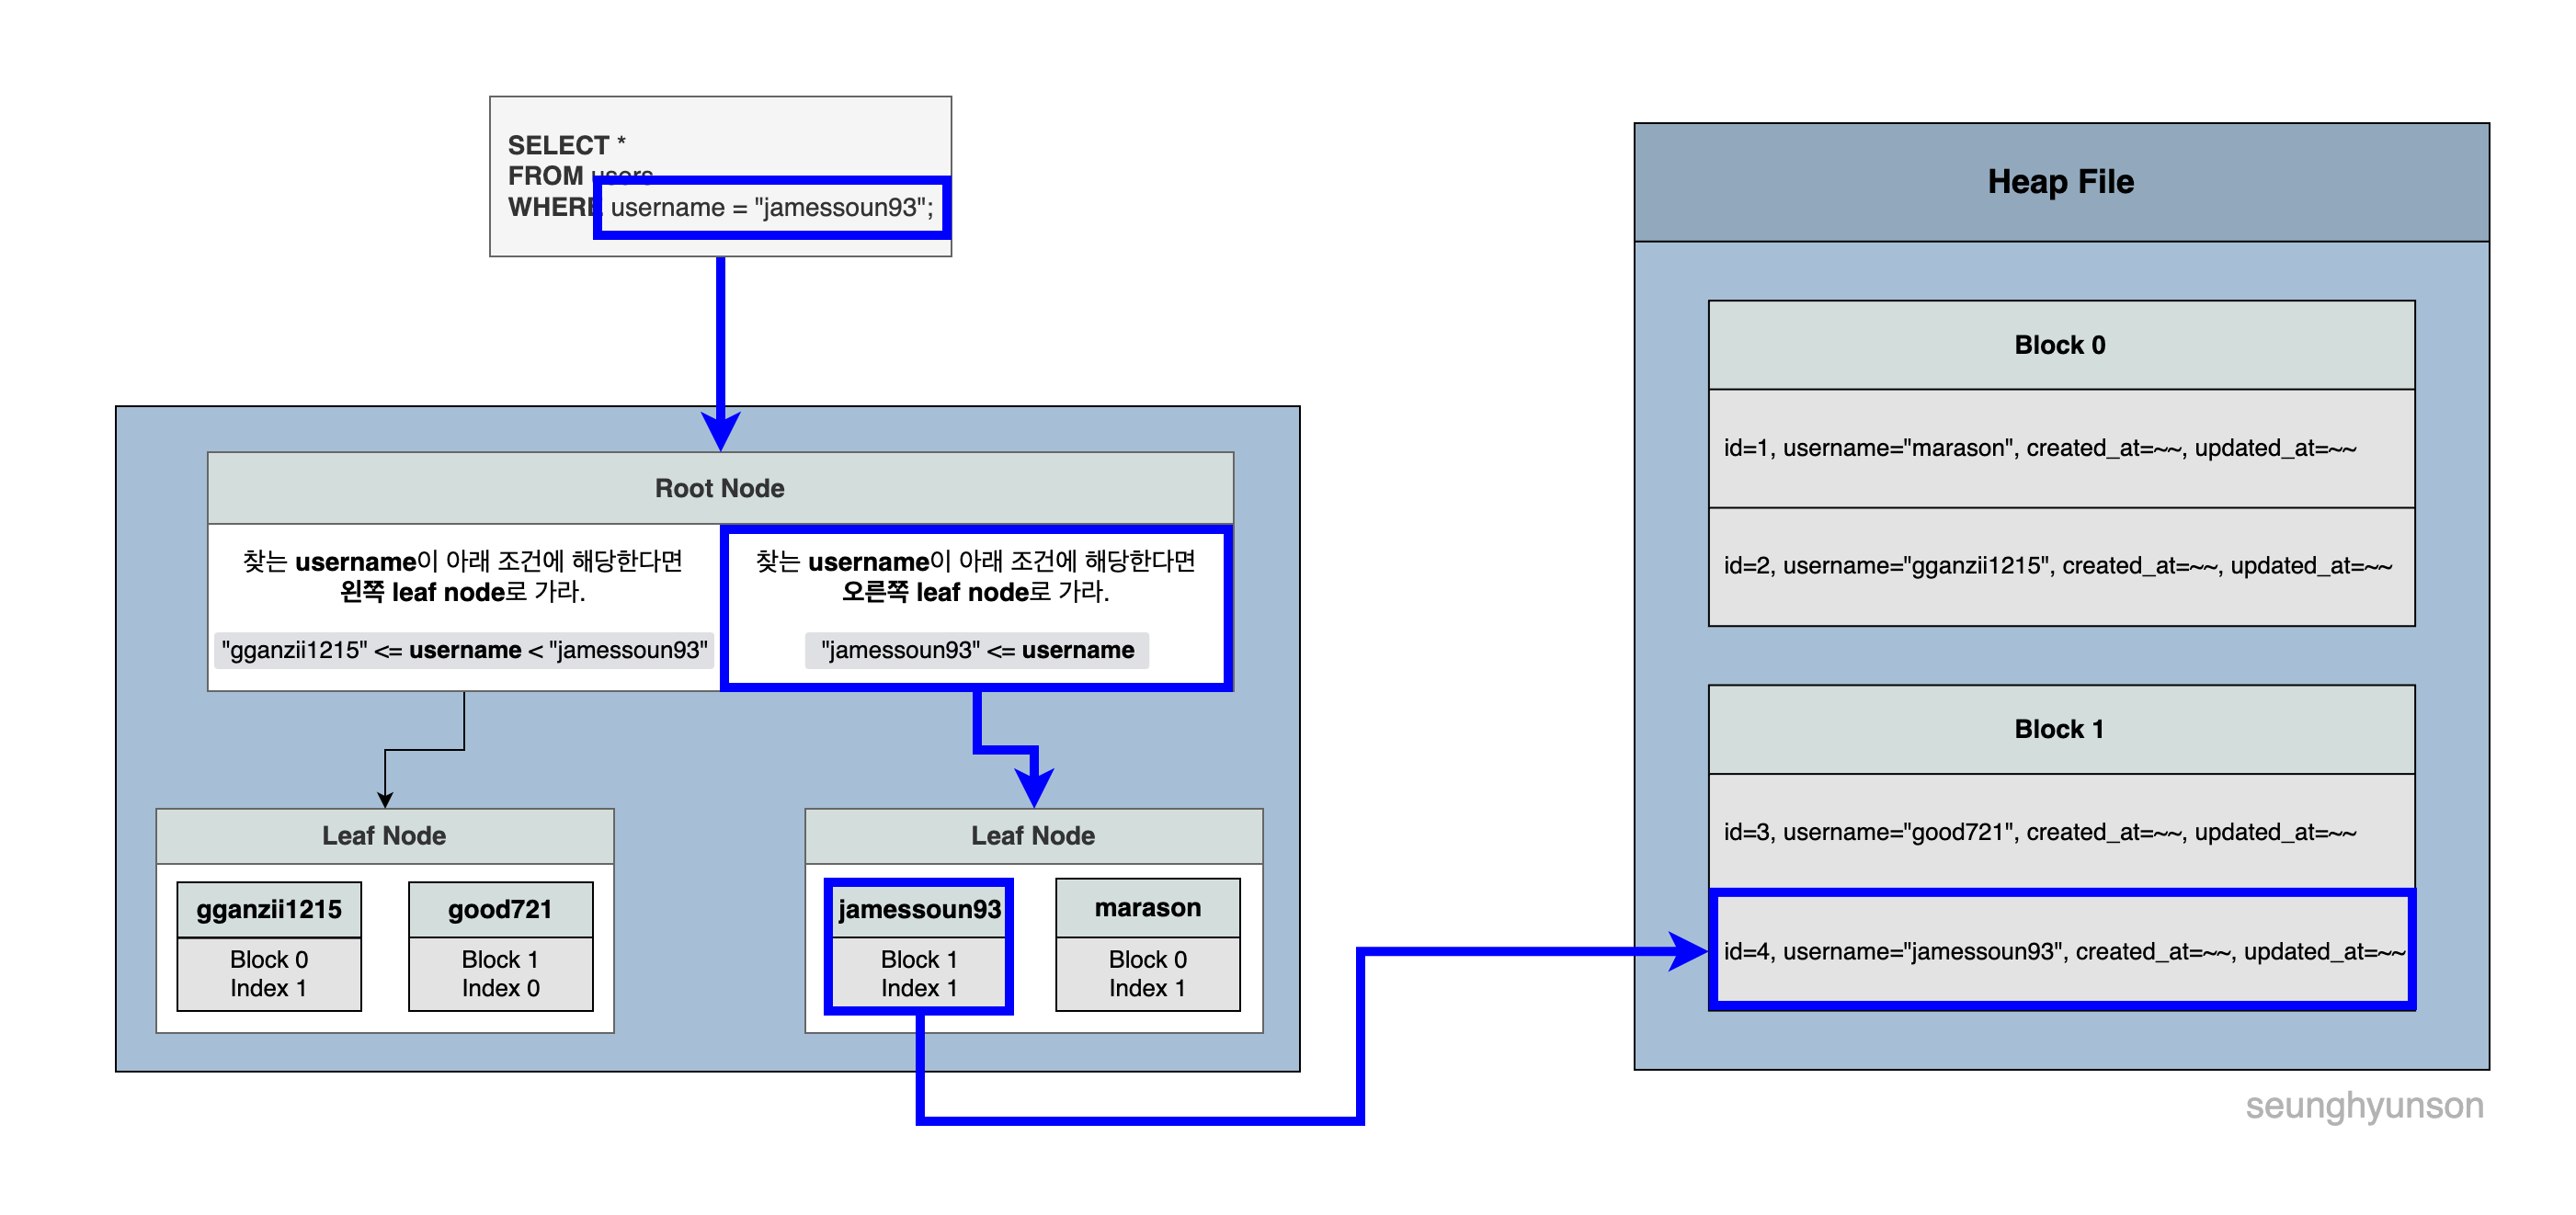 SELECT *
FROM users
WHERE username = "jamessoun93";
Root Node
찾는 username이 아래 조건에 해당한다면
왼쪽 leaf node로 가라.
"gganzii1215" <= username < "jamessoun93"
찾는 username이 아래 조건에 해당한다면
오른쪽 leaf node로 가라.
"jamessoun93" <= username
Leaf Node
gganzii1215
Block 0
Index 1
good721
Block 1
Index 0
Leaf Node
jamessoun93
Block 1
Index 1
marason
Block 0
Index 1
Heap File
Block 0
id=1, username="marason", created_at=~~, updated_at=~~
id=2, username="gganzii1215", created_at=~~, updated_at=~~
Block 1
id=3, username="good721", created_at=~~, updated_at=~~
id=4, username="jamessoun93", created_at=~~, updated_at=~~
seunghyunson